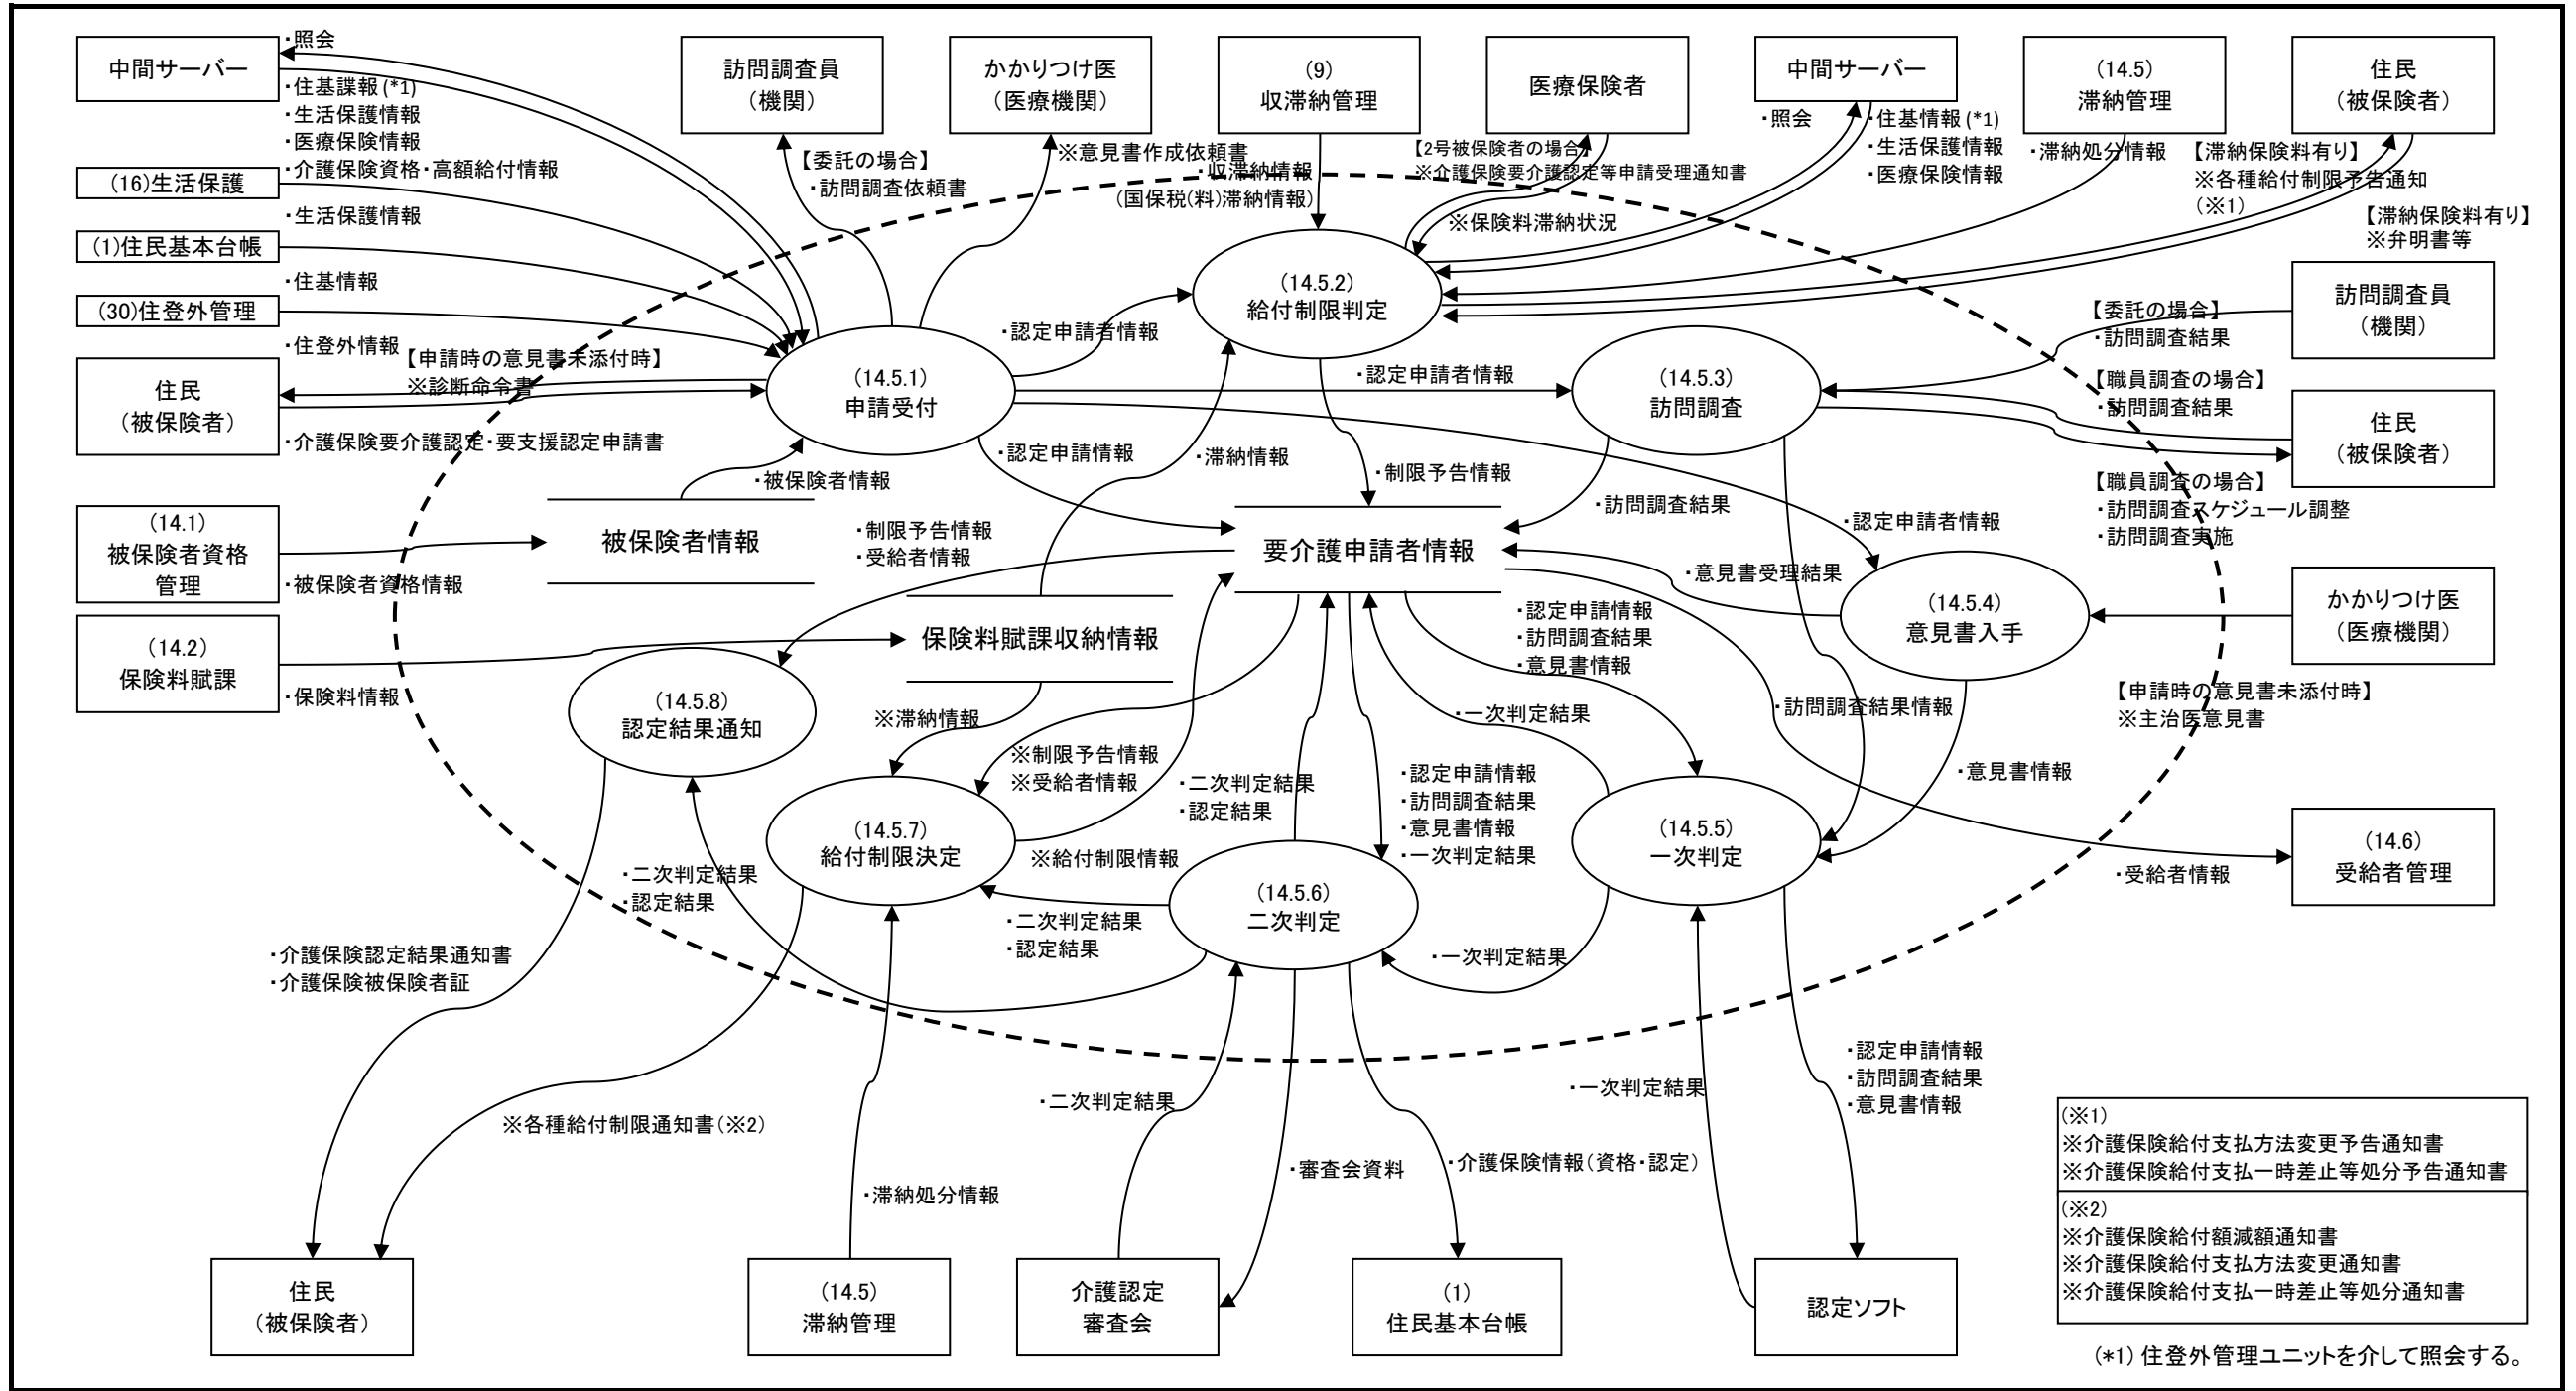 中間サーバー
・照会
・住基諜報(*1)
・生活保護情報
・医療保険情報
・介護保険資格・高額給付情報
(16)生活保護
・生活保護情報
(1)住民基本台帳
・住基情報
(30)住登外管理
・住登外情報
住民
(被保険者)
【申請時の意見書未添付時】
※診断命令書
・介護保険要介護認定・要支援認定申請書
(14.1)
被保険者資格
管理
・被保険者資格情報
(14.2)
保険料賦課
・保険料情報
訪問調査員
(機関)
【委託の場合】
・訪問調査依頼書
かかりつけ医
(医療機関)
※意見書作成依頼書
(9)
収滞納管理
・収滞納情報
(国保税(料)滞納情報)
医療保険者
【2号被保険者の場合】
※介護保険要介護認定等申請受理通知書
※保険料滞納状況
中間サーバー
・照会
・住基情報(*1)
・生活保護情報
・医療保険情報
(14.5)
滞納管理
・滞納処分情報
住民
(被保険者)
【滞納保険料有り】
※各種給付制限予告通知
(※1)
【滞納保険料有り】
※弁明書等
訪問調査員
(機関)
【委託の場合】
・訪問調査結果
【職員調査の場合】
・訪問調査結果
住民
(被保険者)
【職員調査の場合】
・訪問調査スケジュール調整
・訪問調査実施
かかりつけ医
(医療機関)
【申請時の意見書未添付時】
※主治医意見書
(14.5.1)
申請受付
・認定申請者情報
(14.5.2)
給付制限判定
・認定申請者情報
(14.5.3)
訪問調査
・被保険者情報
・認定申請情報
・滞納情報
・制限予告情報
・訪問調査結果
・認定申請者情報
被保険者情報
・制限予告情報
・受給者情報
要介護申請者情報
・意見書受理結果
(14.5.4)
意見書入手
保険料賦課収納情報
・認定申請情報
・訪問調査結果
・意見書情報
(14.5.8)
認定結果通知
※滞納情報
・一次判定結果
・訪問調査結果情報
※制限予告情報
※受給者情報
・二次判定結果
・認定結果
・認定申請情報
・訪問調査結果
・意見書情報
・一次判定結果
・意見書情報
(14.5.7)
給付制限決定
※給付制限情報
(14.5.5)
一次判定
(14.6)
受給者管理
・受給者情報
・二次判定結果
・認定結果
(14.5.6)
二次判定
・二次判定結果
・認定結果
・一次判定結果
・介護保険認定結果通知書
・介護保険被保険者証
※各種給付制限通知書(※2)
・滞納処分情報
・二次判定結果
・審査会資料
・介護保険情報(資格・認定)
・一次判定結果
・認定申請情報
・訪問調査結果
・意見書情報
住民
(被保険者)
(14.5)
滞納管理
介護認定
審査会
(1)
住民基本台帳
認定ソフト
(※1)
※介護保険給付支払方法変更予告通知書
※介護保険給付支払一時差止等処分予告通知書
(※2)
※介護保険給付額減額通知書
※介護保険給付支払方法変更通知書
※介護保険給付支払一時差止等処分通知書
(*1)住登外管理ユニットを介して照会する。